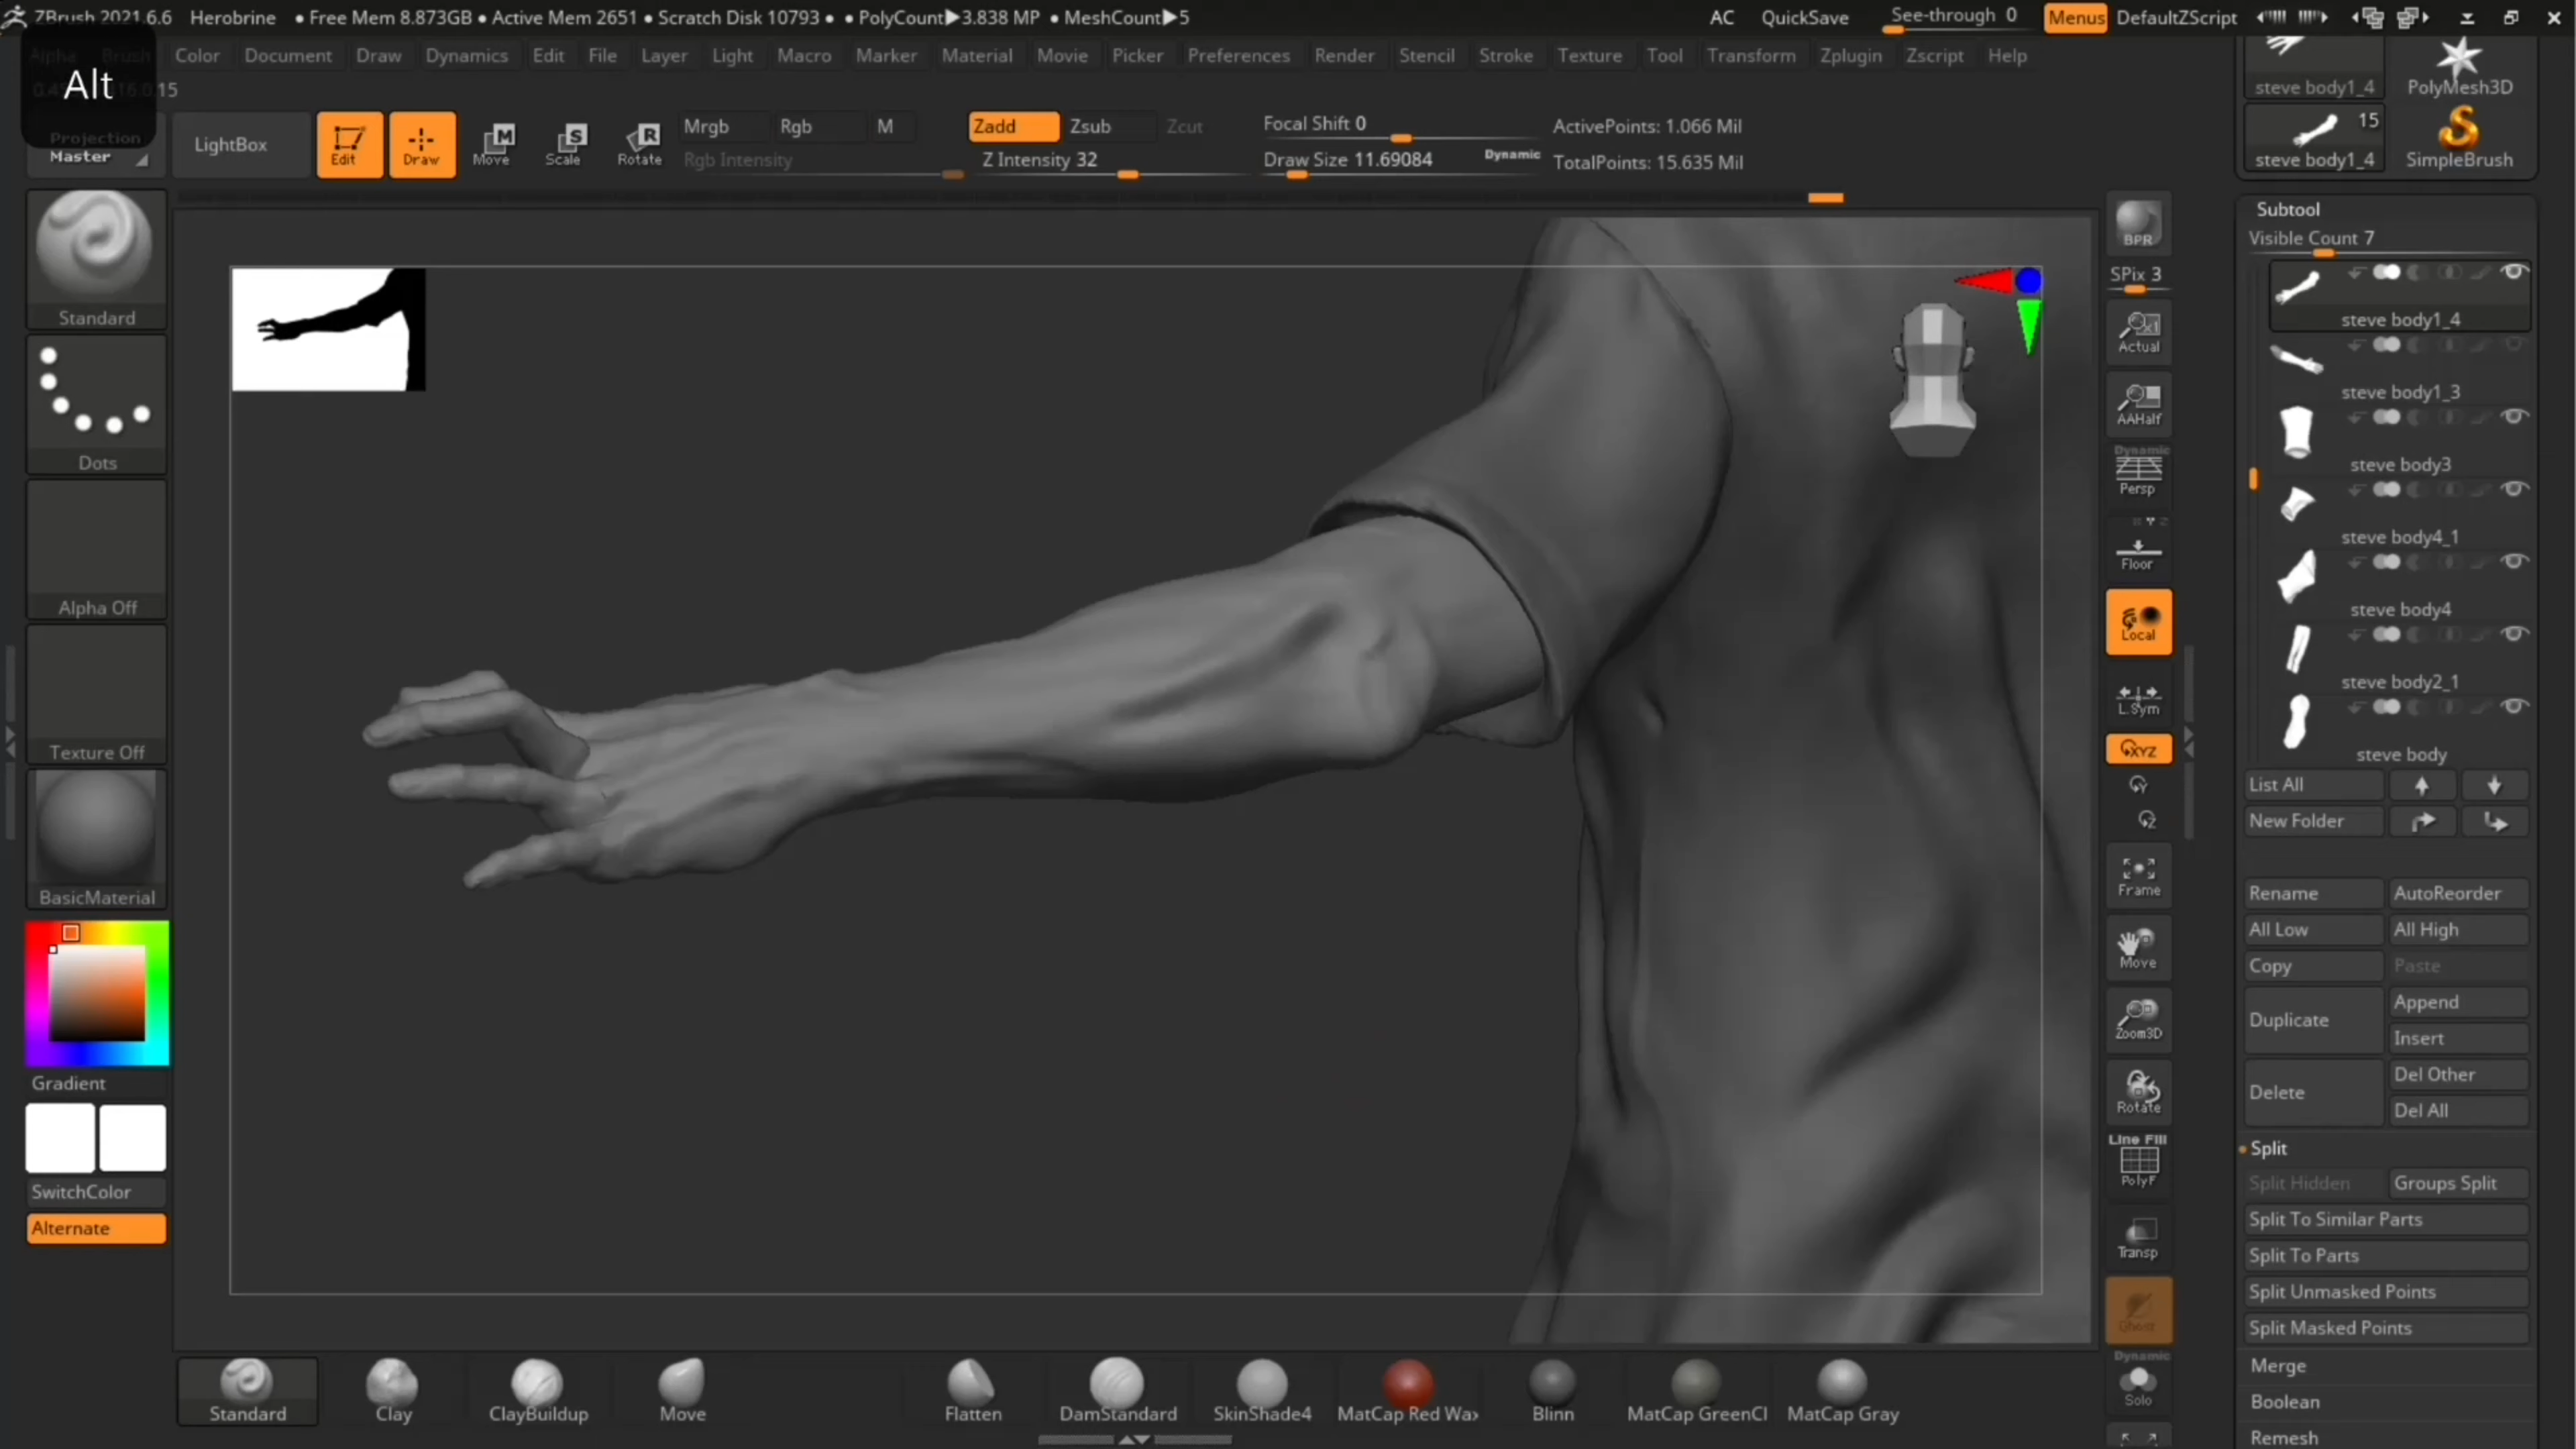 ZBrush 2021.6.6 Herobrine • Free Mem 8.873GB • Active Mem 2651 • Scratch Disk 10793 • • PolyCount▶3.838 MP • MeshCount▶5 AC QuickSave See-through 0 Menus DefaultZScript
Alpha Brush Color Document Draw Dynamics Edit File Layer Light Macro Marker Material Movie Picker Preferences Render Stencil Stroke Texture Tool Transform Zplugin Zscript Help
Alt
Projection
Master
LightBox
Edit
Draw
Move
Scale
Rotate
Mrgb Rgb M
Rgb Intensity
Zadd Zsub Zcut
Z Intensity 32
Focal Shift 0
Draw Size 11.69084 Dynamic
ActivePoints: 1.066 Mil
TotalPoints: 15.635 Mil
steve body1_4
PolyMesh3D
15
steve body1_4
SimpleBrush
Standard
Dots
Alpha Off
Texture Off
BasicMaterial
Gradient
SwitchColor
Alternate
BPR
SPix 3
Actual
AAHalf
Dynamic
Persp
Floor
Local
L.Sym
XYZ
Y
Z
Frame
Move
Zoom3D
Rotate
Line Fill
PolyF
Transp
Ghost
Dynamic
Solo
Subtool
Visible Count 7
steve body1_4
steve body1_3
steve body3
steve body4_1
steve body4
steve body2_1
steve body
List All
New Folder
Rename AutoReorder
All Low All High
Copy Paste
Duplicate Append
Insert
Delete Del Other
Del All
Split
Split Hidden Groups Split
Split To Similar Parts
Split To Parts
Split Unmasked Points
Split Masked Points
Merge
Boolean
Remesh
Standard Clay ClayBuildup Move Flatten DamStandard SkinShade4 MatCap Red Wax Blinn MatCap GreenCl MatCap Gray